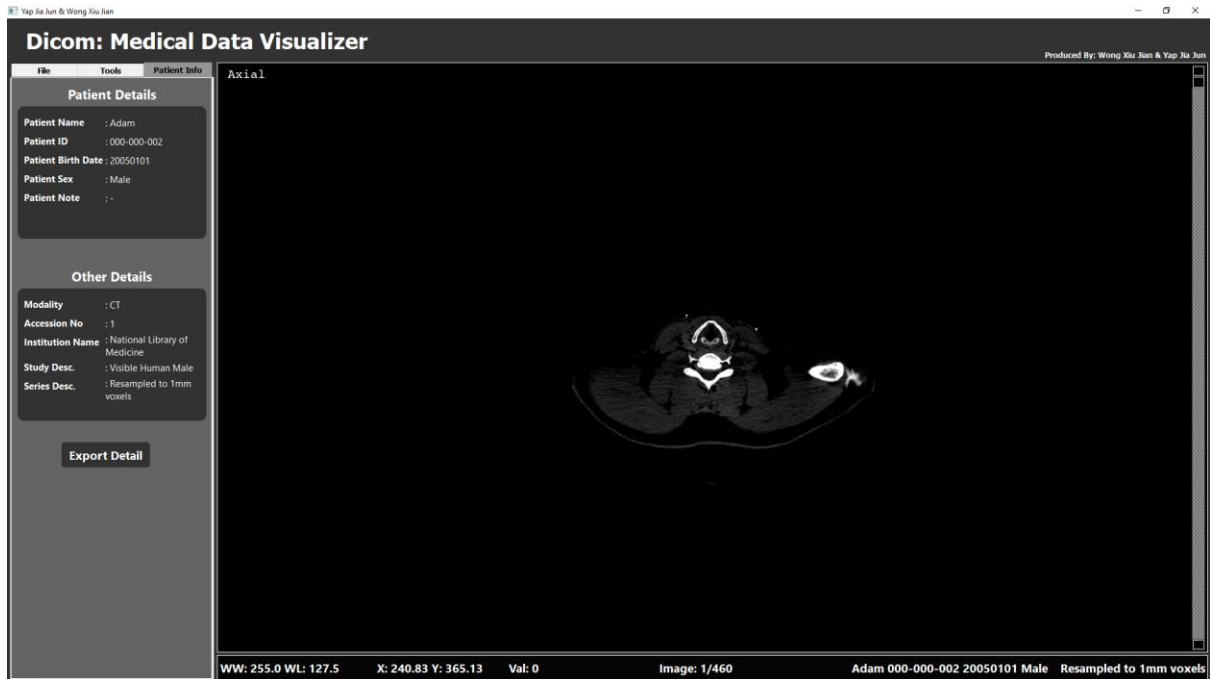 Yap Jia Jun & Wong Xiu Jian
Dicom: Medical Data Visualizer
Produced By: Wong Xiu Jian & Yap Jia Jun
File Tools Patient Info
Patient Details
Patient Name : Adam
Patient ID : 000-000-002
Patient Birth Date : 20050101
Patient Sex : Male
Patient Note : -
Other Details
Modality : CT
Accession No : 1
Institution Name : National Library of
Medicine
Study Desc. : Visible Human Male
Series Desc. : Resampled to 1mm
voxels
Export Detail
Axial
WW: 255.0 WL: 127.5 X: 240.83 Y: 365.13 Val: 0 Image: 1/460 Adam 000-000-002 20050101 Male Resampled to 1mm voxels